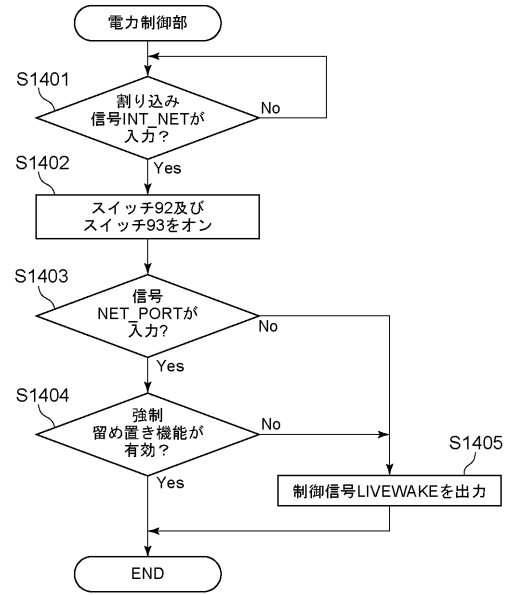 電力制御部
S1401
割り込み
信号INT_NETが
入力？
No
Yes
S1402
スイッチ92及び
スイッチ93をオン
S1403
信号
NET_PORTが
入力?
No
Yes
S1404
強制
留め置き機能が
有効？
No
Yes
S1405
制御信号LIVEWAKEを出力
END